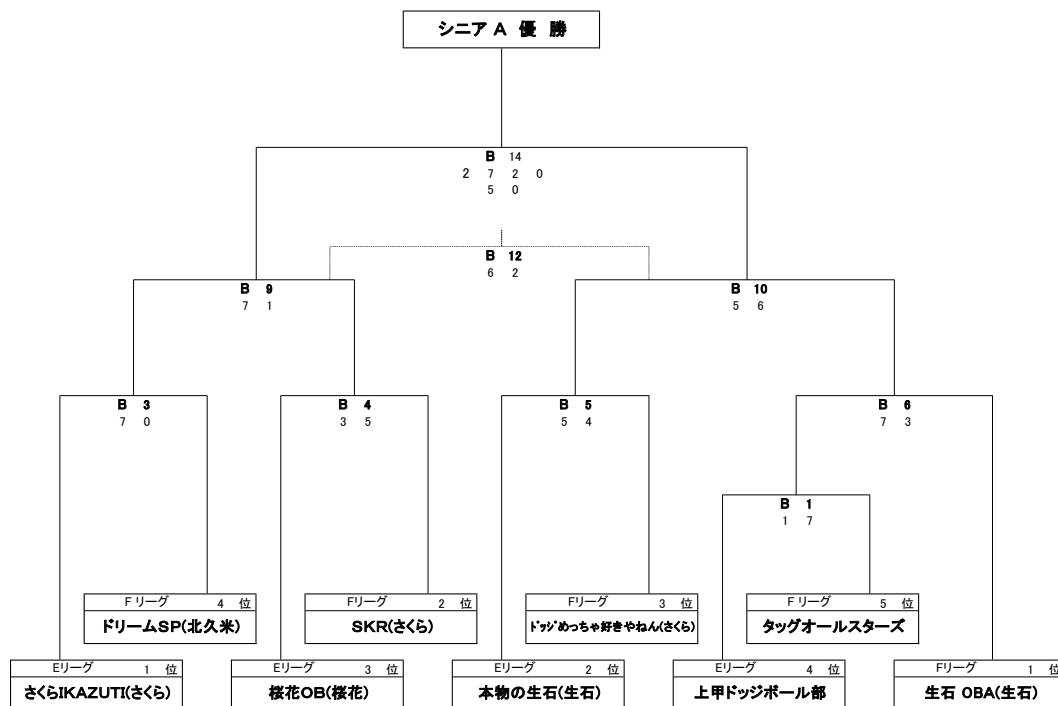 シニア A 優 勝
B 14
2 7 2 0
5 0
B 12
6 2
B 9
7 1
B 10
5 6
B 3
7 0
B 4
3 5
B 5
5 4
B 6
7 3
B 1
1 7
Fリーグ 4 位
ドリームSP(北久米)
Fリーグ 2 位
SKR(さくら)
Fリーグ 3 位
ﾄﾞｯｼﾞめっちゃ好きやねん(さくら)
Fリーグ 5 位
タッグオールスターズ
Eリーグ 1 位
さくらIKAZUTI(さくら)
Eリーグ 3 位
桜花OB(桜花)
Eリーグ 2 位
本物の生石(生石)
Eリーグ 4 位
上甲ドッジボール部
Fリーグ 1 位
生石 OBA(生石)